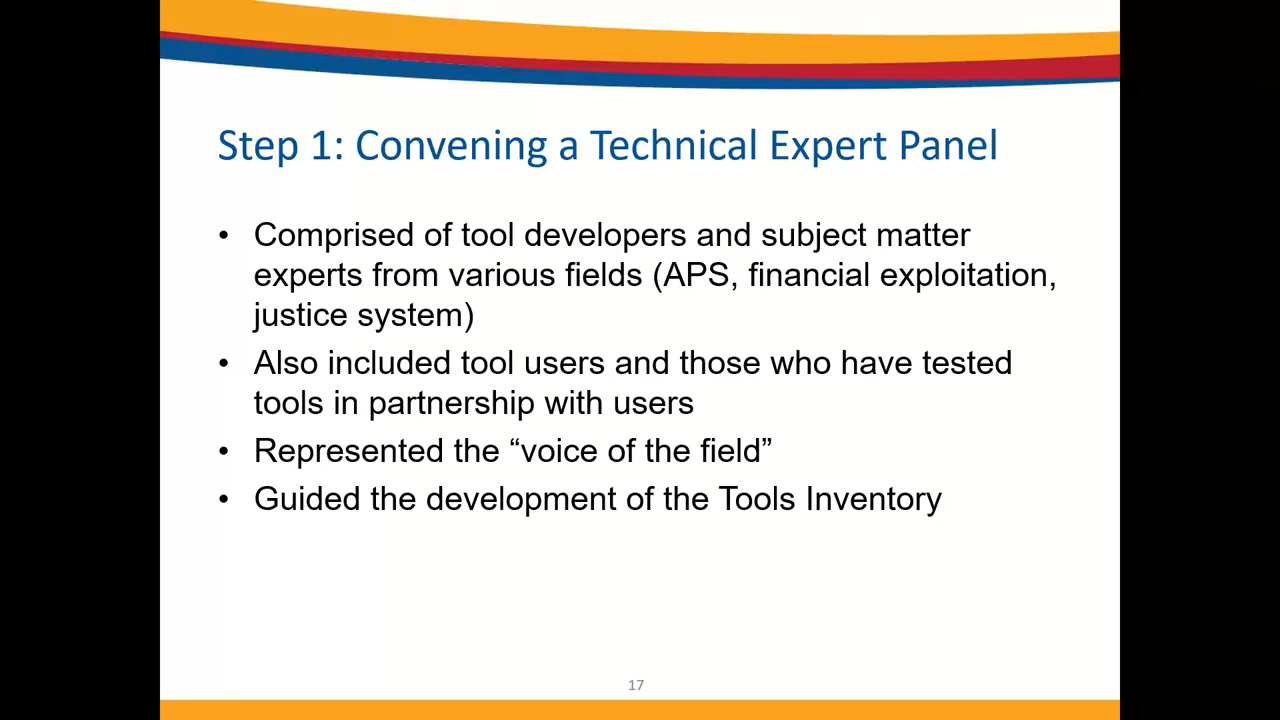 Step 1: Convening a Technical Expert Panel
• Comprised of tool developers and subject matter
experts from various fields (APS, financial exploitation,
justice system)
• Also included tool users and those who have tested
tools in partnership with users
• Represented the “voice of the field”
• Guided the development of the Tools Inventory
17